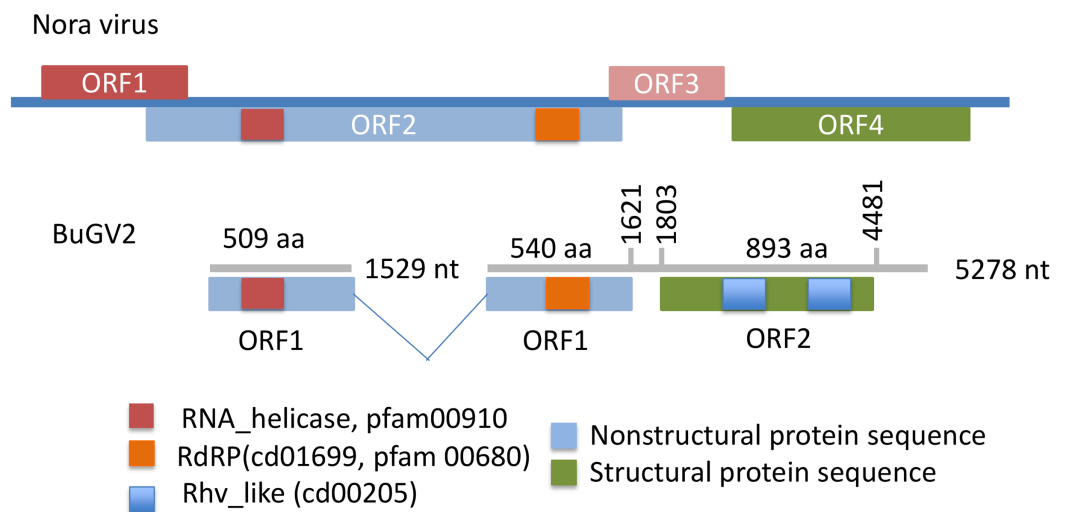 Nora virus
ORF1
ORF3
ORF2
ORF4
BuGV2
509 aa
1529 nt
540 aa
1621
1803
893 aa
4481
5278 nt
ORF1
ORF1
ORF2
RNA_helicase, pfam00910
RdRP(cd01699, pfam 00680)
Rhv_like (cd00205)
Nonstructural protein sequence
Structural protein sequence